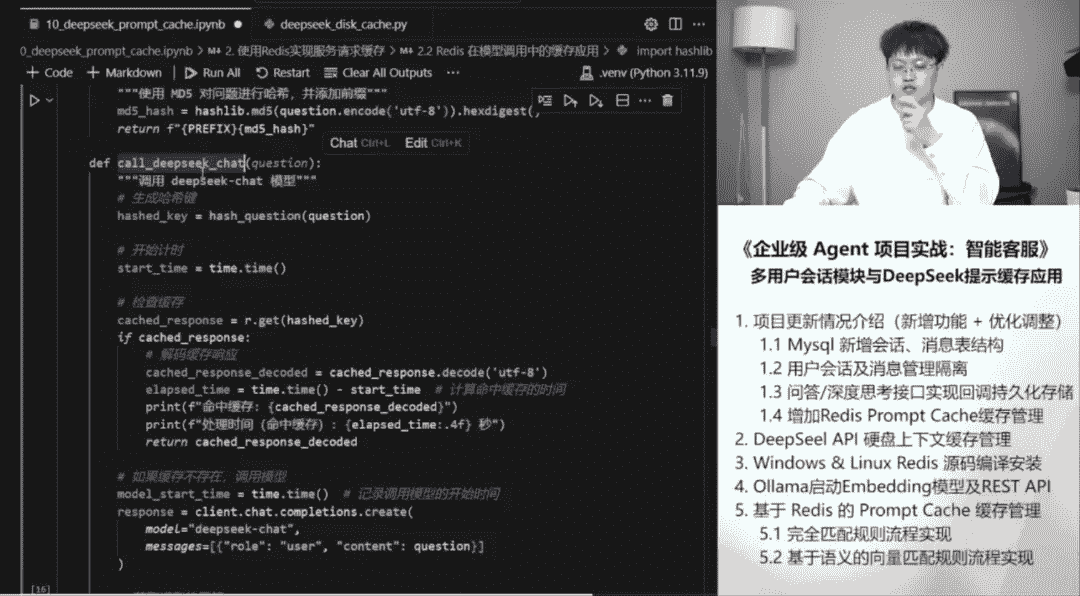 10_deepseek_prompt_cache.ipynb
deepseek_disk_cache.py
0_deepseek_prompt_cache.ipynb > M↓ 2. 使用Redis实现服务请求缓存 > M↓ 2.2 Redis 在模型调用中的缓存应用 > import hashlib
+ Code + Markdown Run All Restart Clear All Outputs ... .venv (Python 3.11.9)
"""使用 MD5 对问题进行哈希，并添加前缀"""
md5_hash = hashlib.md5(question.encode('utf-8')).hexdigest()
return f"{PREFIX}{md5_hash}"
Chat Ctrl+L Edit Ctrl+K
def call_deepseek_chat(question):
"""调用 deepseek-chat 模型"""
# 生成哈希键
hashed_key = hash_question(question)
# 开始计时
start_time = time.time()
# 检查缓存
cached_response = r.get(hashed_key)
if cached_response:
# 解码缓存响应
cached_response_decoded = cached_response.decode('utf-8')
elapsed_time = time.time() - start_time # 计算命中缓存的时间
print(f"命中缓存: {cached_response_decoded}")
print(f"处理时间（命中缓存）: {elapsed_time:.4f} 秒")
return cached_response_decoded
# 如果缓存不存在，调用模型
model_start_time = time.time() # 记录调用模型的开始时间
response = client.chat.completions.create(
model="deepseek-chat",
messages=[{"role": "user", "content": question}]
)
[16]
《企业级 Agent 项目实战：智能客服》
多用户会话模块与DeepSeek提示缓存应用
1. 项目更新情况介绍（新增功能 + 优化调整）
1.1 Mysql 新增会话、消息表结构
1.2 用户会话及消息管理隔离
1.3 问答/深度思考接口实现回调持久化存储
1.4 增加Redis Prompt Cache缓存管理
2. DeepSeel API 硬盘上下文缓存管理
3. Windows & Linux Redis 源码编译安装
4. Ollama启动Embedding模型及REST API
5. 基于 Redis 的 Prompt Cache 缓存管理
5.1 完全匹配规则流程实现
5.2 基于语义的向量匹配规则流程实现